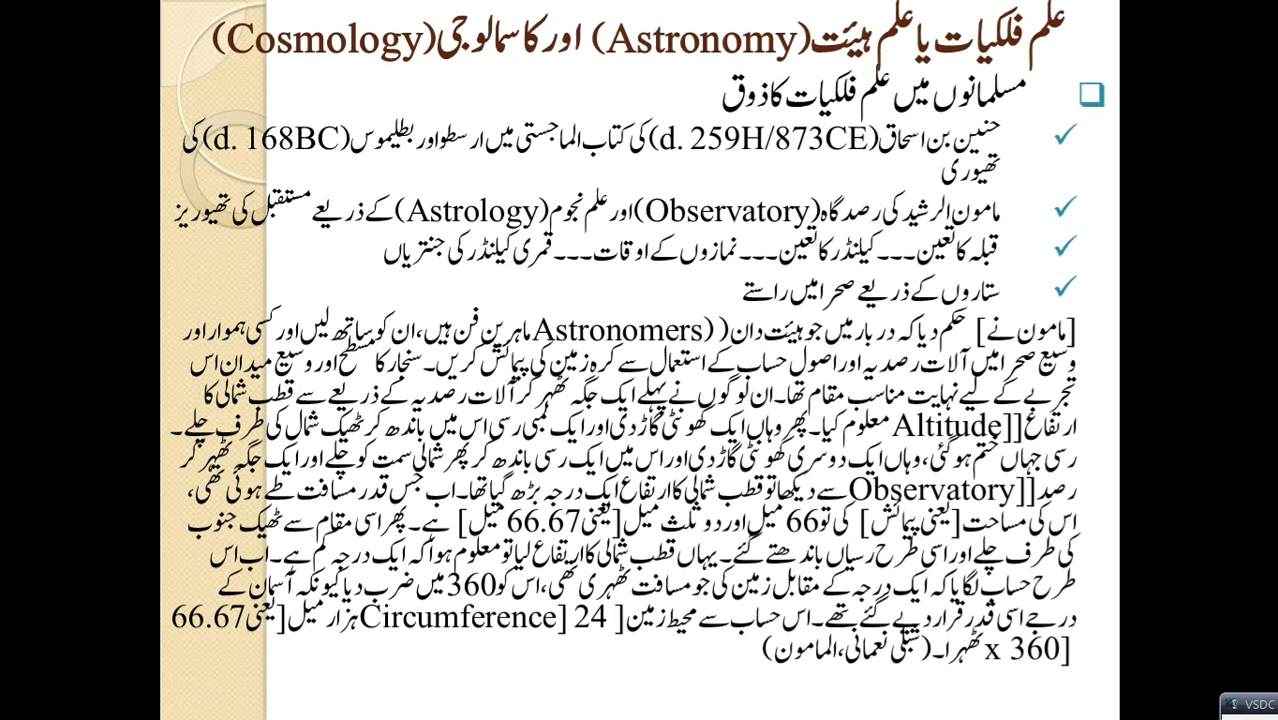 علم فلکیات یا علم ہیئت(Astronomy) اور کاسمالوجی(Cosmology)
مسلمانوں میں علم فلکیات کا ذوق
حنین بن اسحاق(d. 259H/873CE)کی کتاب الماجستی میں ارسطو اور بطلیموس(d. 168BC)کی
تھیوری
مامون الرشید کی رصد گاہ(Observatory)اور علم نجوم(Astrology)کے ذریعے مستقبل کی تھیوریز
قبلہ کا تعین۔۔۔کیلنڈر کا تعین۔۔۔نمازوں کے اوقات۔۔۔قمری کیلنڈر کی جنتریاں
ستاروں کے ذریعے صحرا میں راستے
[مامون نے] حکم دیا کہ دربار میں جو ہیئت دان( (Astronomersماہرین فن ہیں، ان کو ساتھ لیں اور کسی ہموار اور
وسیع صحرا میں آلات رصدیہ اور اصول حساب کے استعمال سے کرہ زمین کی پیمائش کریں۔ سنجار کا مسطح اور وسیع میدان اس
تجربے کے لیے نہایت مناسب مقام تھا۔ ان لوگوں نے پہلے ایک جگہ ٹھہر کر آلات رصدیہ کے ذریعے سے قطب شمالی کا
ارتفاع[[Altitude معلوم کیا۔ پھر وہاں ایک کھونٹی گاڑ دی اور ایک لمبی رسی اس میں باندھ کر ٹھیک شمال کی طرف چلے۔
رسی جہاں ختم ہو گئی، وہاں ایک دوسری کھونٹی گاڑ دی اور اس میں ایک رسی باندھ کر پھر شمالی سمت کو چلے اور ایک جگہ ٹھہر کر
رصد[[Observatoryسے دیکھا تو قطب شمالی کا ارتفاع ایک درجہ بڑھ گیا تھا۔ اب جس قدر مسافت طے ہوئی تھی،
اس کی مساحت[یعنی پیمائش] کی تو 66 میل اور دو ثلث میل[یعنی 66.67 میل] ہے۔ پھر اسی مقام سے ٹھیک جنوب
کی طرف چلے اور اسی طرح رسیاں باندھتے گئے۔ یہاں قطب شمالی کا ارتفاع لیا تو معلوم ہوا کہ ایک درجہ کم ہے۔ اب اس
طرح حساب لگایا کہ ایک درجہ کے مقابل زمین کی جو مسافت ٹھہری تھی، اس کو 360 میں ضرب دیا کیونکہ آسمان کے
درجے اسی قدر قرار دیے گئے تھے۔ اس حساب سے محیط زمین[ Circumference] 24ہزار میل[یعنی 66.67
x 360] ٹھہرا۔ (شبلی نعمانی، المامون)
VSDC